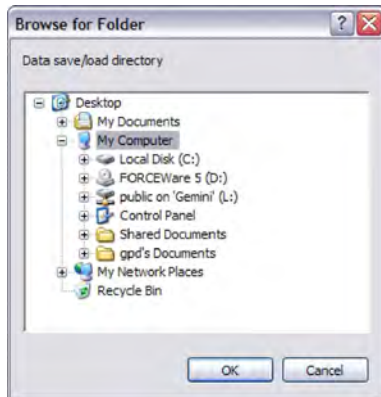 Browse for Folder
Data save/load directory
Desktop
My Documents
My Computer
Local Disk (C:)
FORCEWare 5 (D:)
public on 'Gemini' (L:)
Control Panel
Shared Documents
gpd's Documents
My Network Places
Recycle Bin
OK Cancel